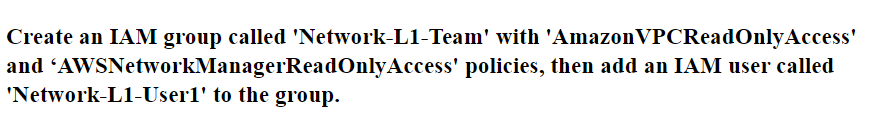 Create an IAM group called 'Network-L1-Team' with 'AmazonVPCReadOnlyAccess'
and ‘AWSNetworkManagerReadOnlyAccess' policies, then add an IAM user called
'Network-L1-User1' to the group.